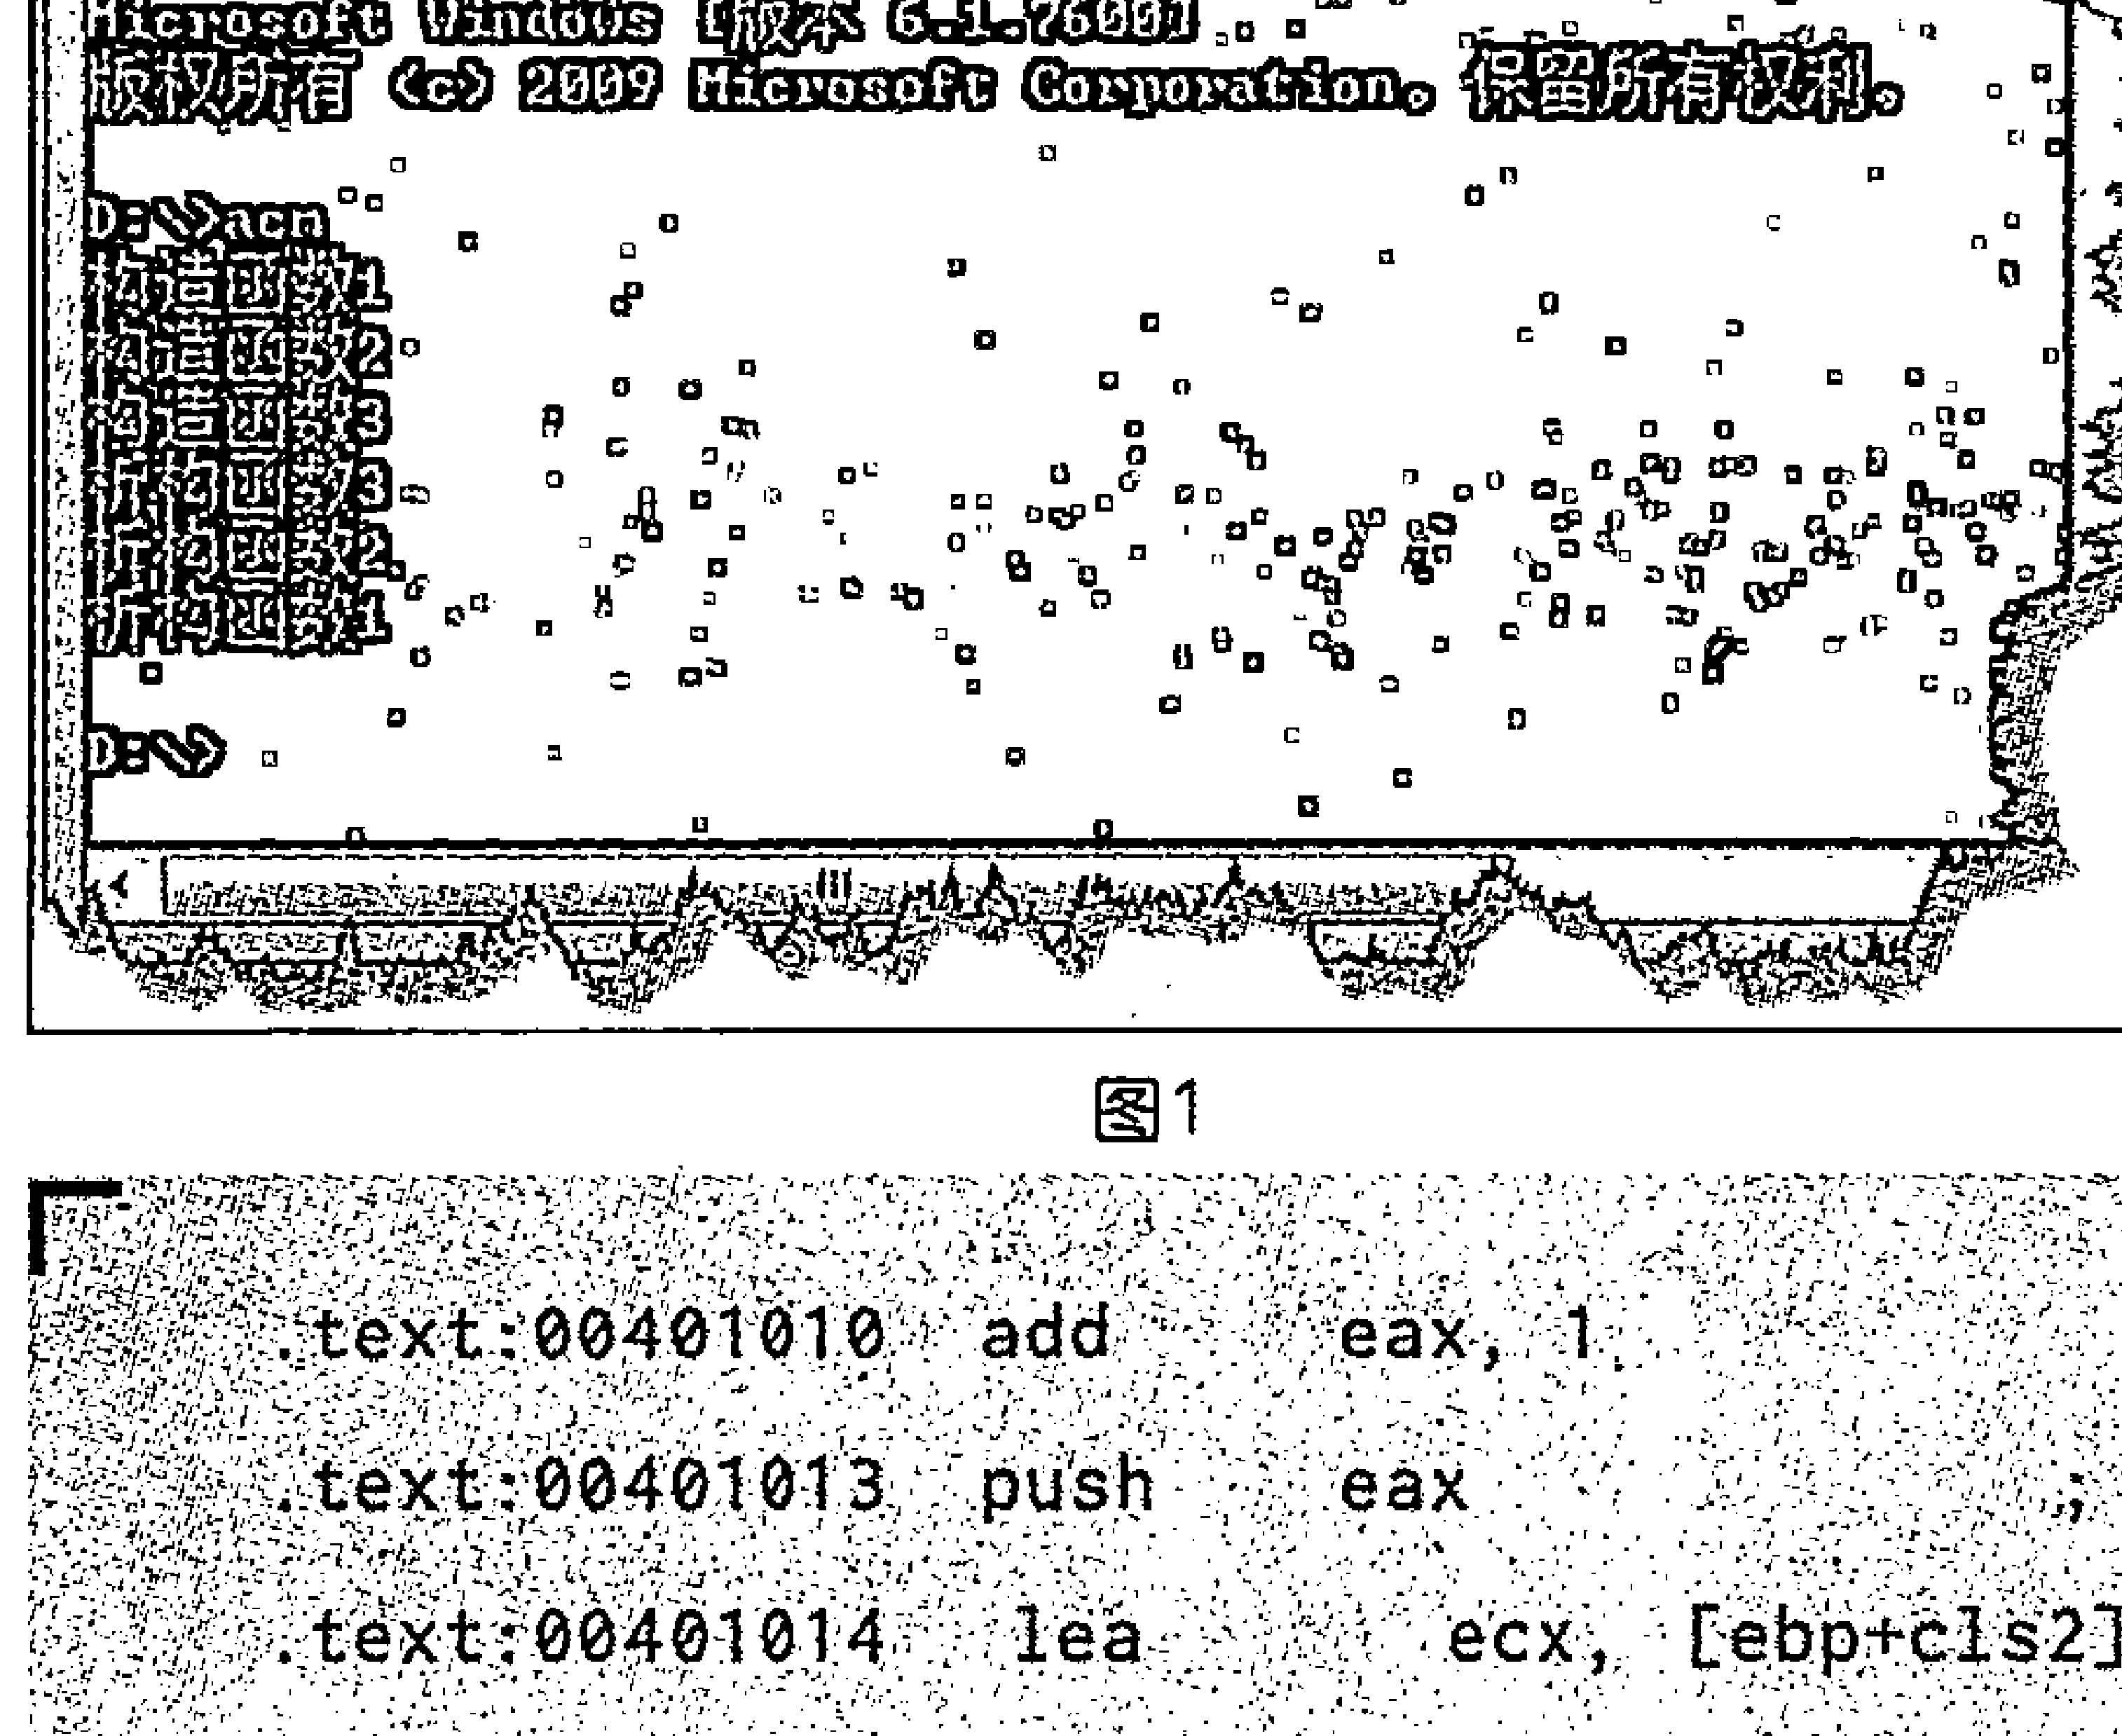 Microsoft Windows [版本 6.1.7600]
版权所有 (c) 2009 Microsoft Corporation。保留所有权利。
D:\>acm
构造函数1
构造函数2
构造函数3
析构函数3
析构函数2
析构函数1
D:\>
图1
.text:00401010 add eax, 1
.text:00401013 push eax ;
.text:00401014 lea ecx, [ebp+cls2]